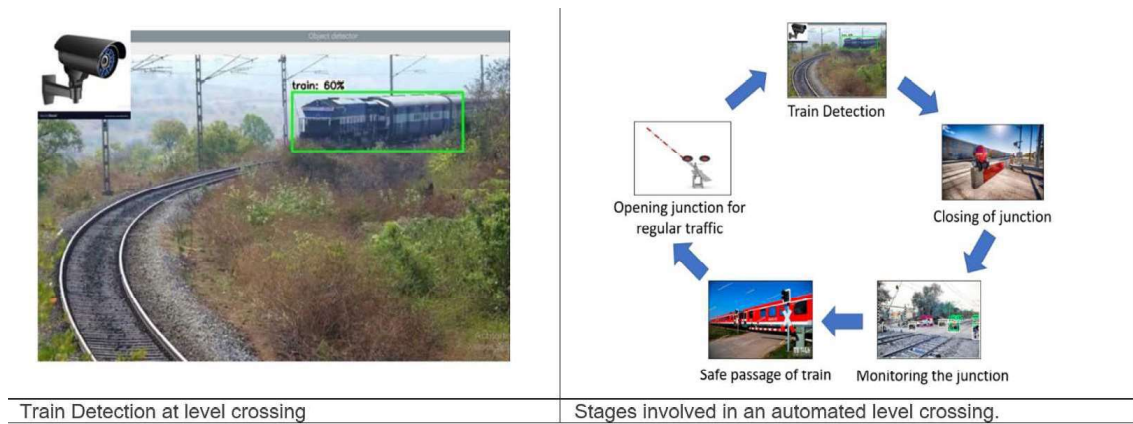 Object detector
train: 60%
Train Detection
Closing of junction
Monitoring the junction
Safe passage of train
Opening junction for
regular traffic
Train Detection at level crossing
Stages involved in an automated level crossing.